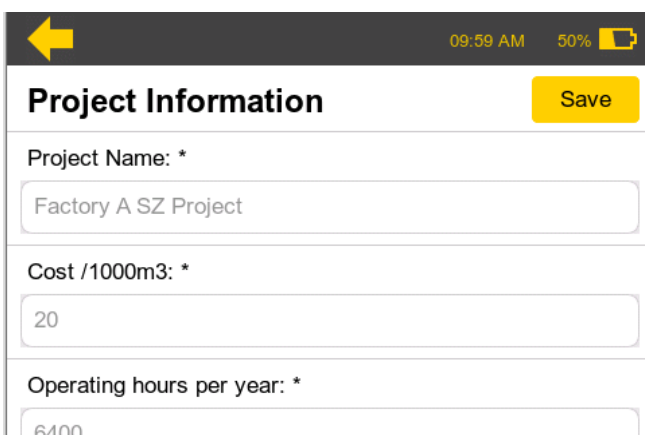 09:59 AM 50%
Project Information Save
Project Name: *
Factory A SZ Project
Cost /1000m3: *
20
Operating hours per year: *
6400